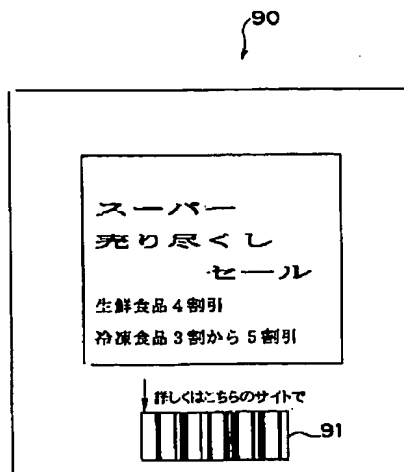 90
スーパー
売り尽くし
セール
生鮮食品4割引
冷凍食品3割から5割引
詳しくはこちらのサイトで
91